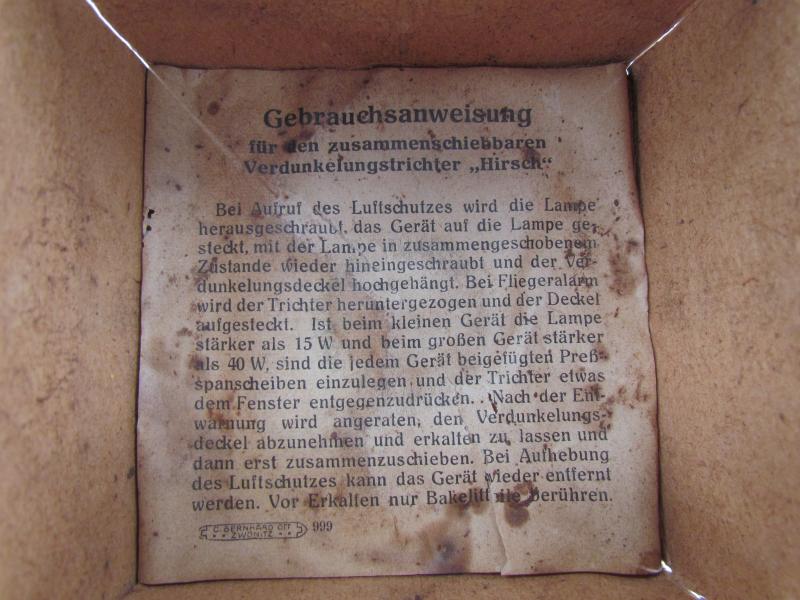 Gebrauchsanweisung
für den zusammenschiebbaren
Verdunkelungstrichter „Hirsch“
Bei Aufruf des Luftschutzes wird die Lampe
herausgeschraubt, das Gerät auf die Lampe ge-
steckt, mit der Lampe in zusammengeschobenem
Zustande wieder hineingeschraubt und der Ver-
dunkelungsdeckel hochgehängt. Bei Fliegeralarm
wird der Trichter heruntergezogen und der Deckel
aufgesteckt. Ist beim kleinen Gerät die Lampe
stärker als 15 W und beim großen Gerät stärker
als 40 W, sind die jedem Gerät beigefügten Preß-
spanscheiben einzulegen und der Trichter etwas
dem Fenster entgegenzudrücken. Nach der Ent-
warnung wird angeraten, den Verdunkelungs-
deckel abzunehmen und erkalten zu lassen und
dann erst zusammenzuschieben. Bei Aufhebung
des Luftschutzes kann das Gerät wieder entfernt
werden. Vor Erkalten nur Bakelitteile berühren.
C. BERNHARD OTT 999
ZWÖNITZ